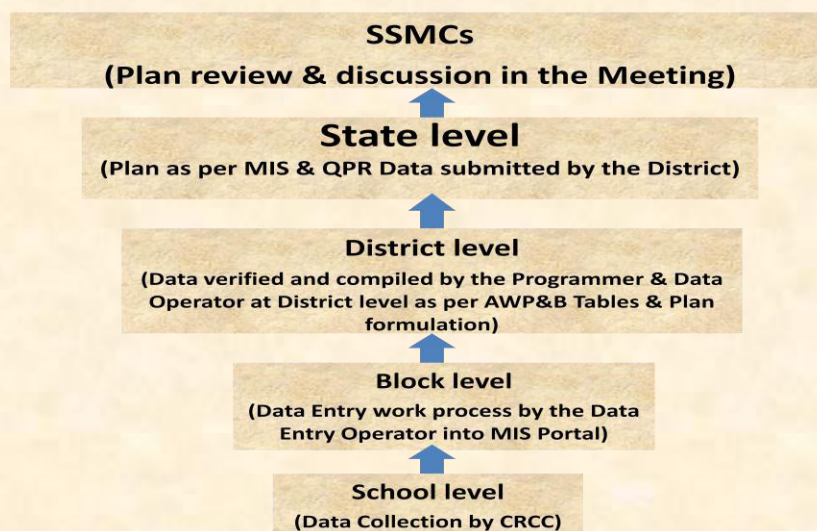 SSMCs
(Plan review & discussion in the Meeting)
State level
(Plan as per MIS & QPR Data submitted by the District)
District level
(Data verified and compiled by the Programmer & Data
Operator at District level as per AWP&B Tables & Plan
formulation)
Block level
(Data Entry work process by the Data
Entry Operator into MIS Portal)
School level
(Data Collection by CRCC)